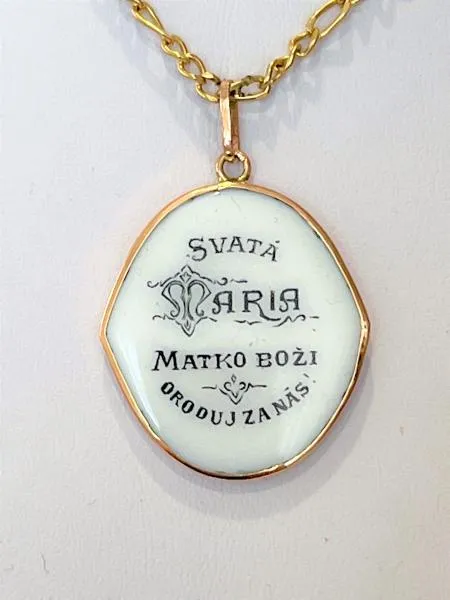 SVATÁ
MARIA
MATKO BOŽI
ORODUJ ZA NÁS!